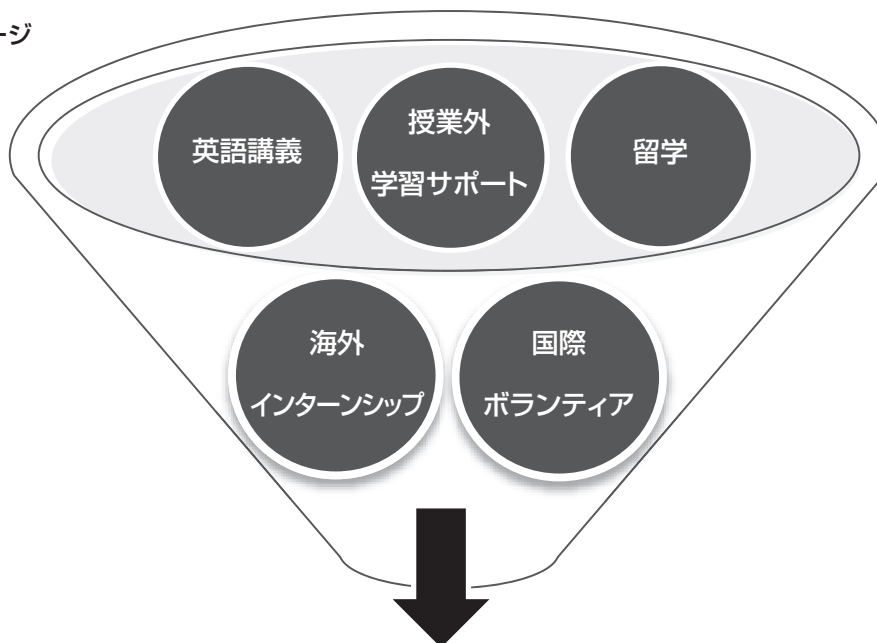 ージ
英語講義
授業外
学習サポート
留学
海外
インターンシップ
国際
ボランティア